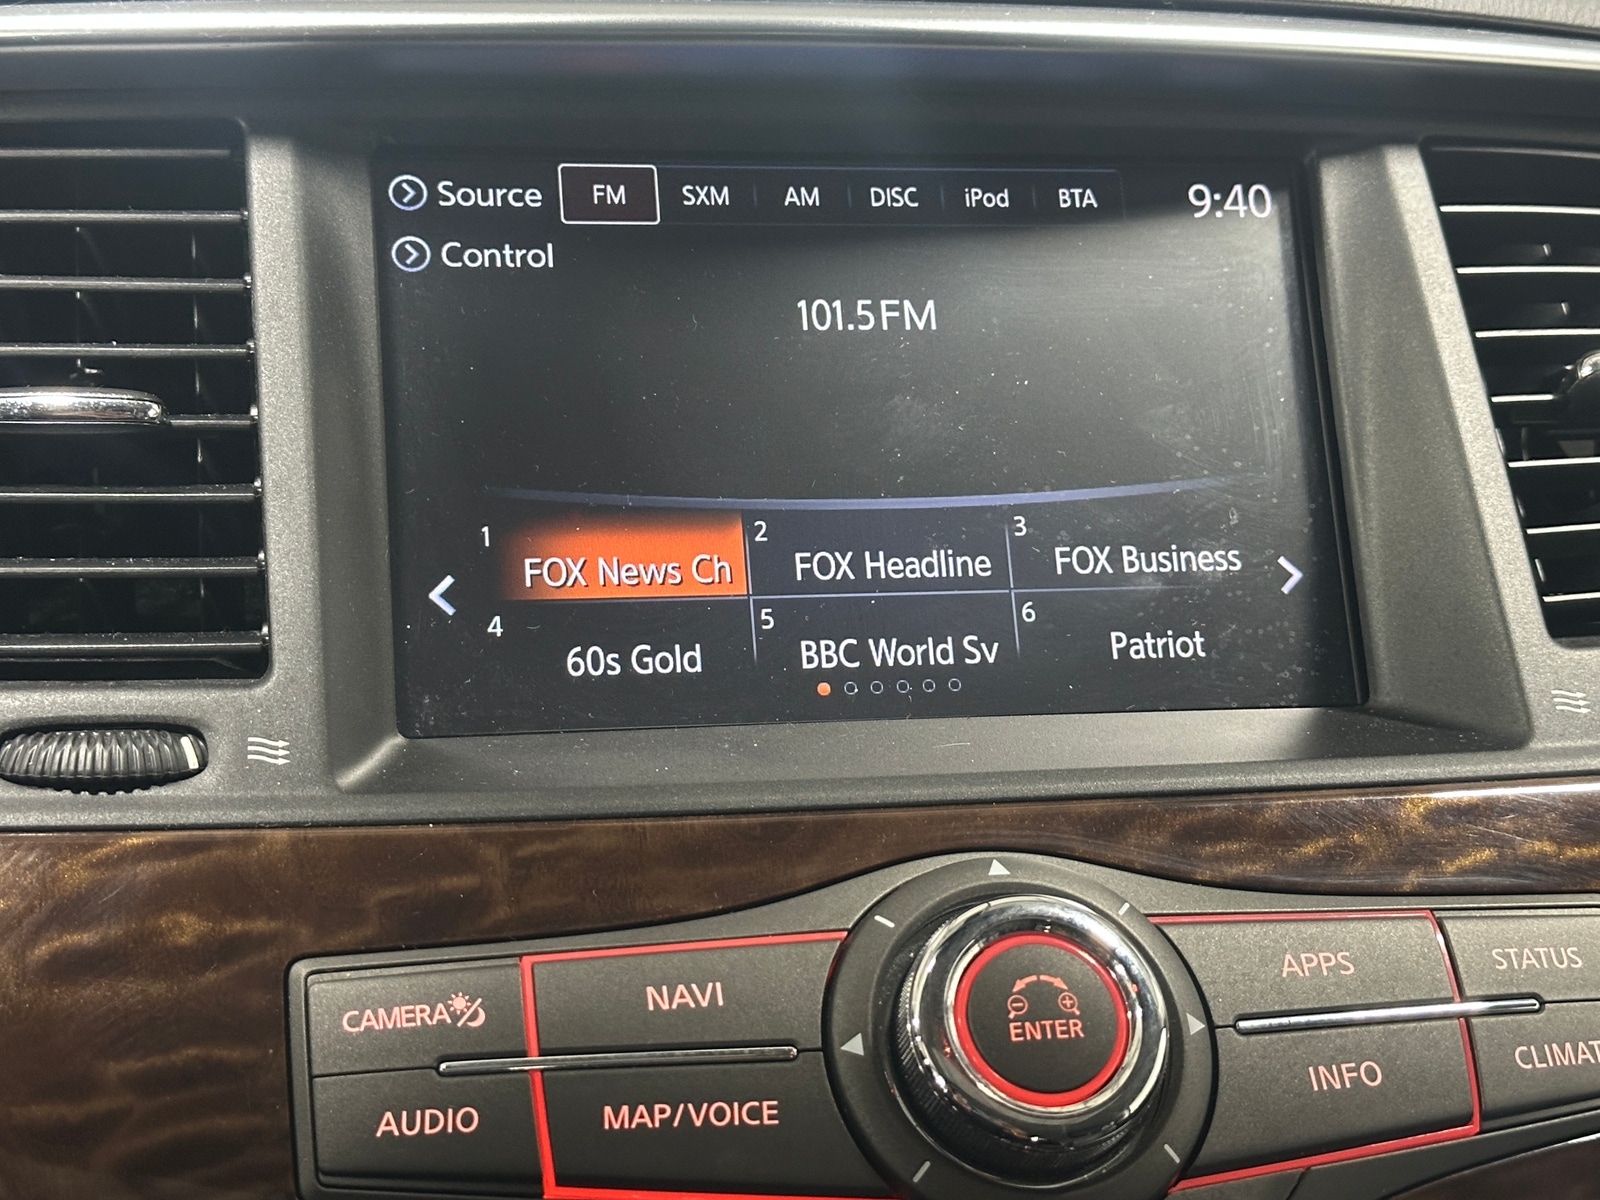 Source FM SXM AM DISC iPod BTA 9:40
Control
101.5FM
1 FOX News Ch 2 FOX Headline 3 FOX Business
4 60s Gold 5 BBC World Sv 6 Patriot
CAMERA NAVI APPS STATUS
ENTER
AUDIO MAP/VOICE INFO CLIMAT